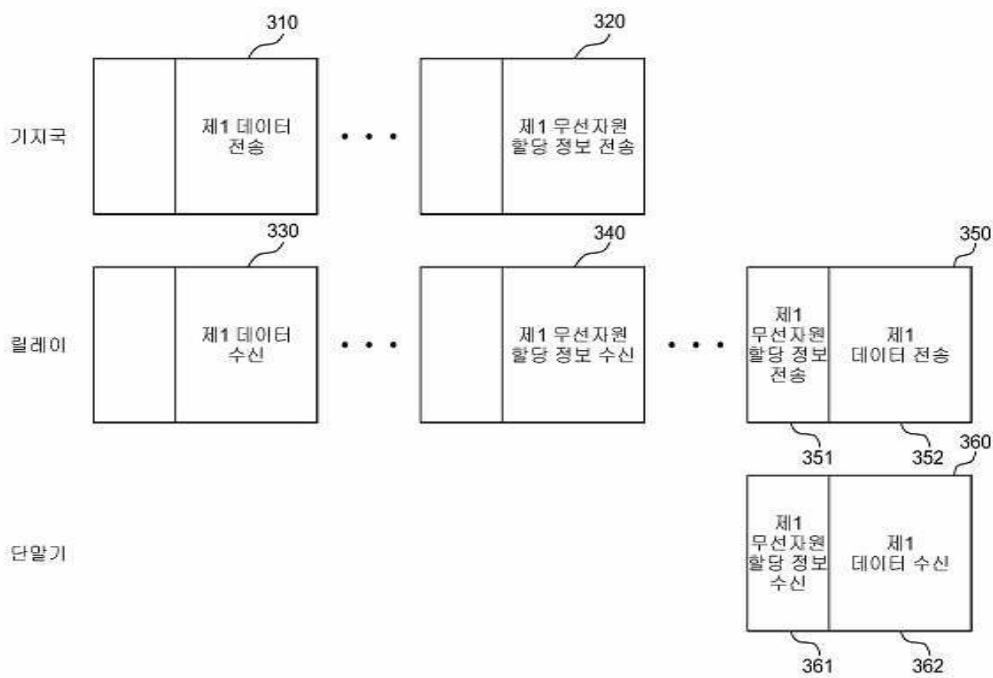 310
320
기지국
제1 데이터
전송
제1 무선자원
할당 정보 전송
330
340
350
릴레이
제1 데이터
수신
제1 무선자원
할당 정보 수신
제1
무선자원
할당 정보
전송
제1
데이터 전송
351
352
360
단말기
제1
무선자원
할당 정보
수신
제1
데이터 수신
361
362